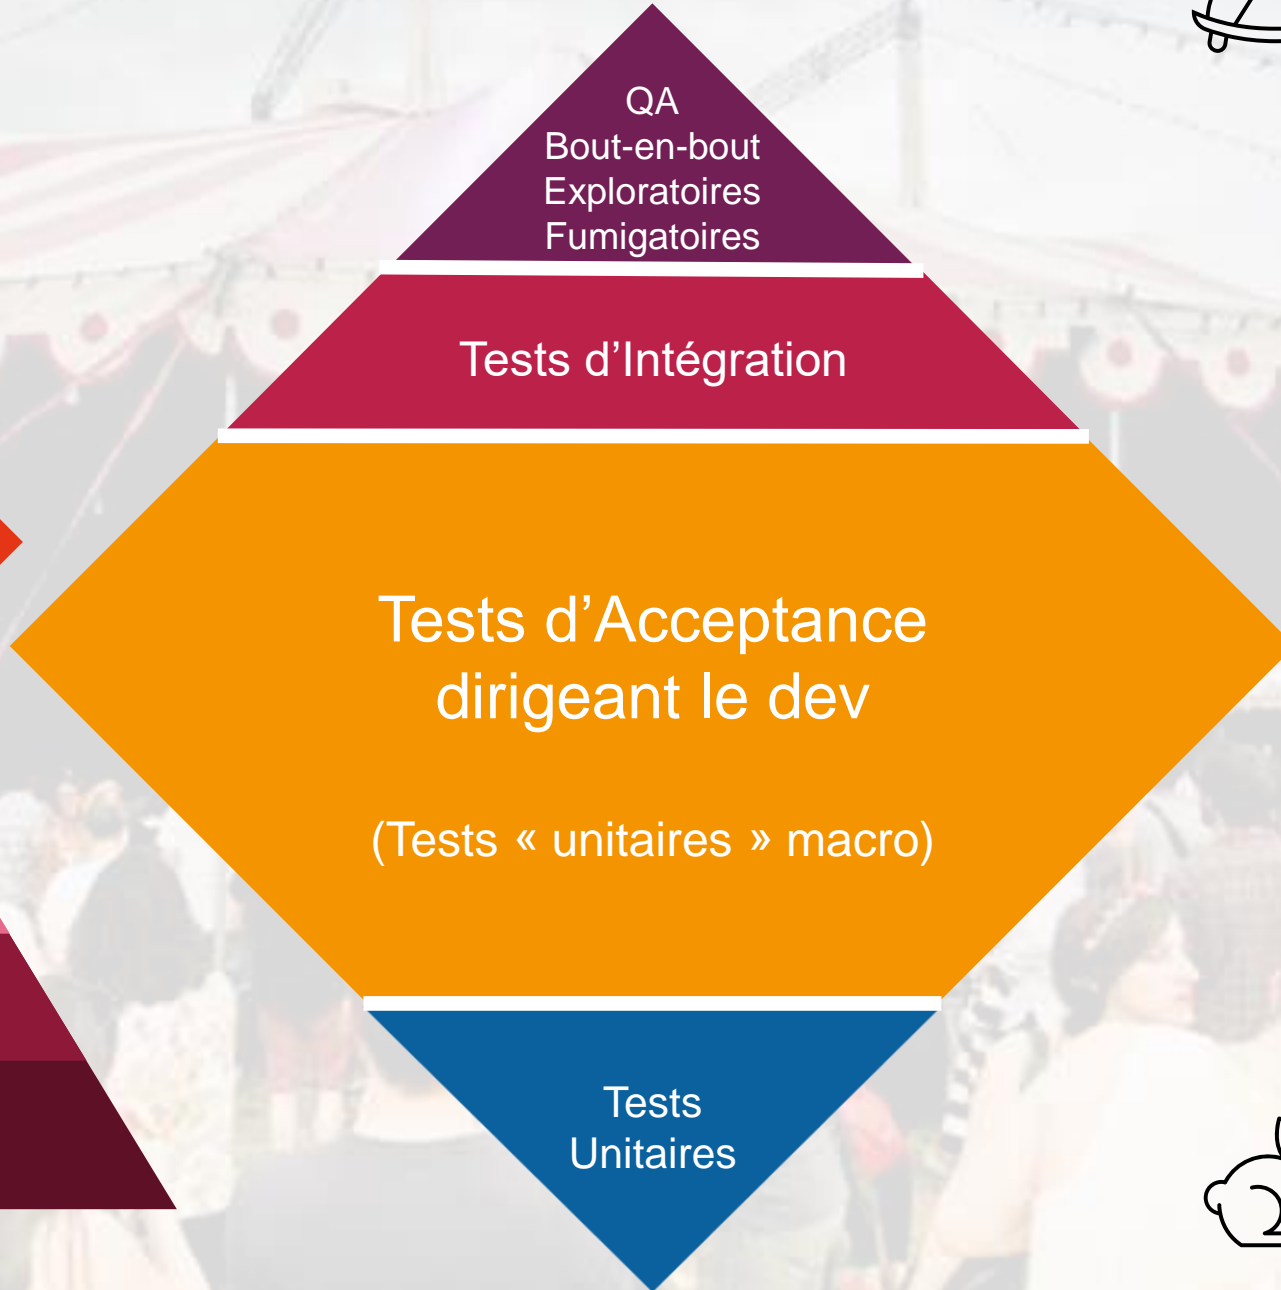 QA
Bout-en-bout
Exploratoires
Fumigatoires
Tests d’Intégration
Tests d’Acceptance
dirigeant le dev
(Tests « unitaires » macro)
Tests
Unitaires